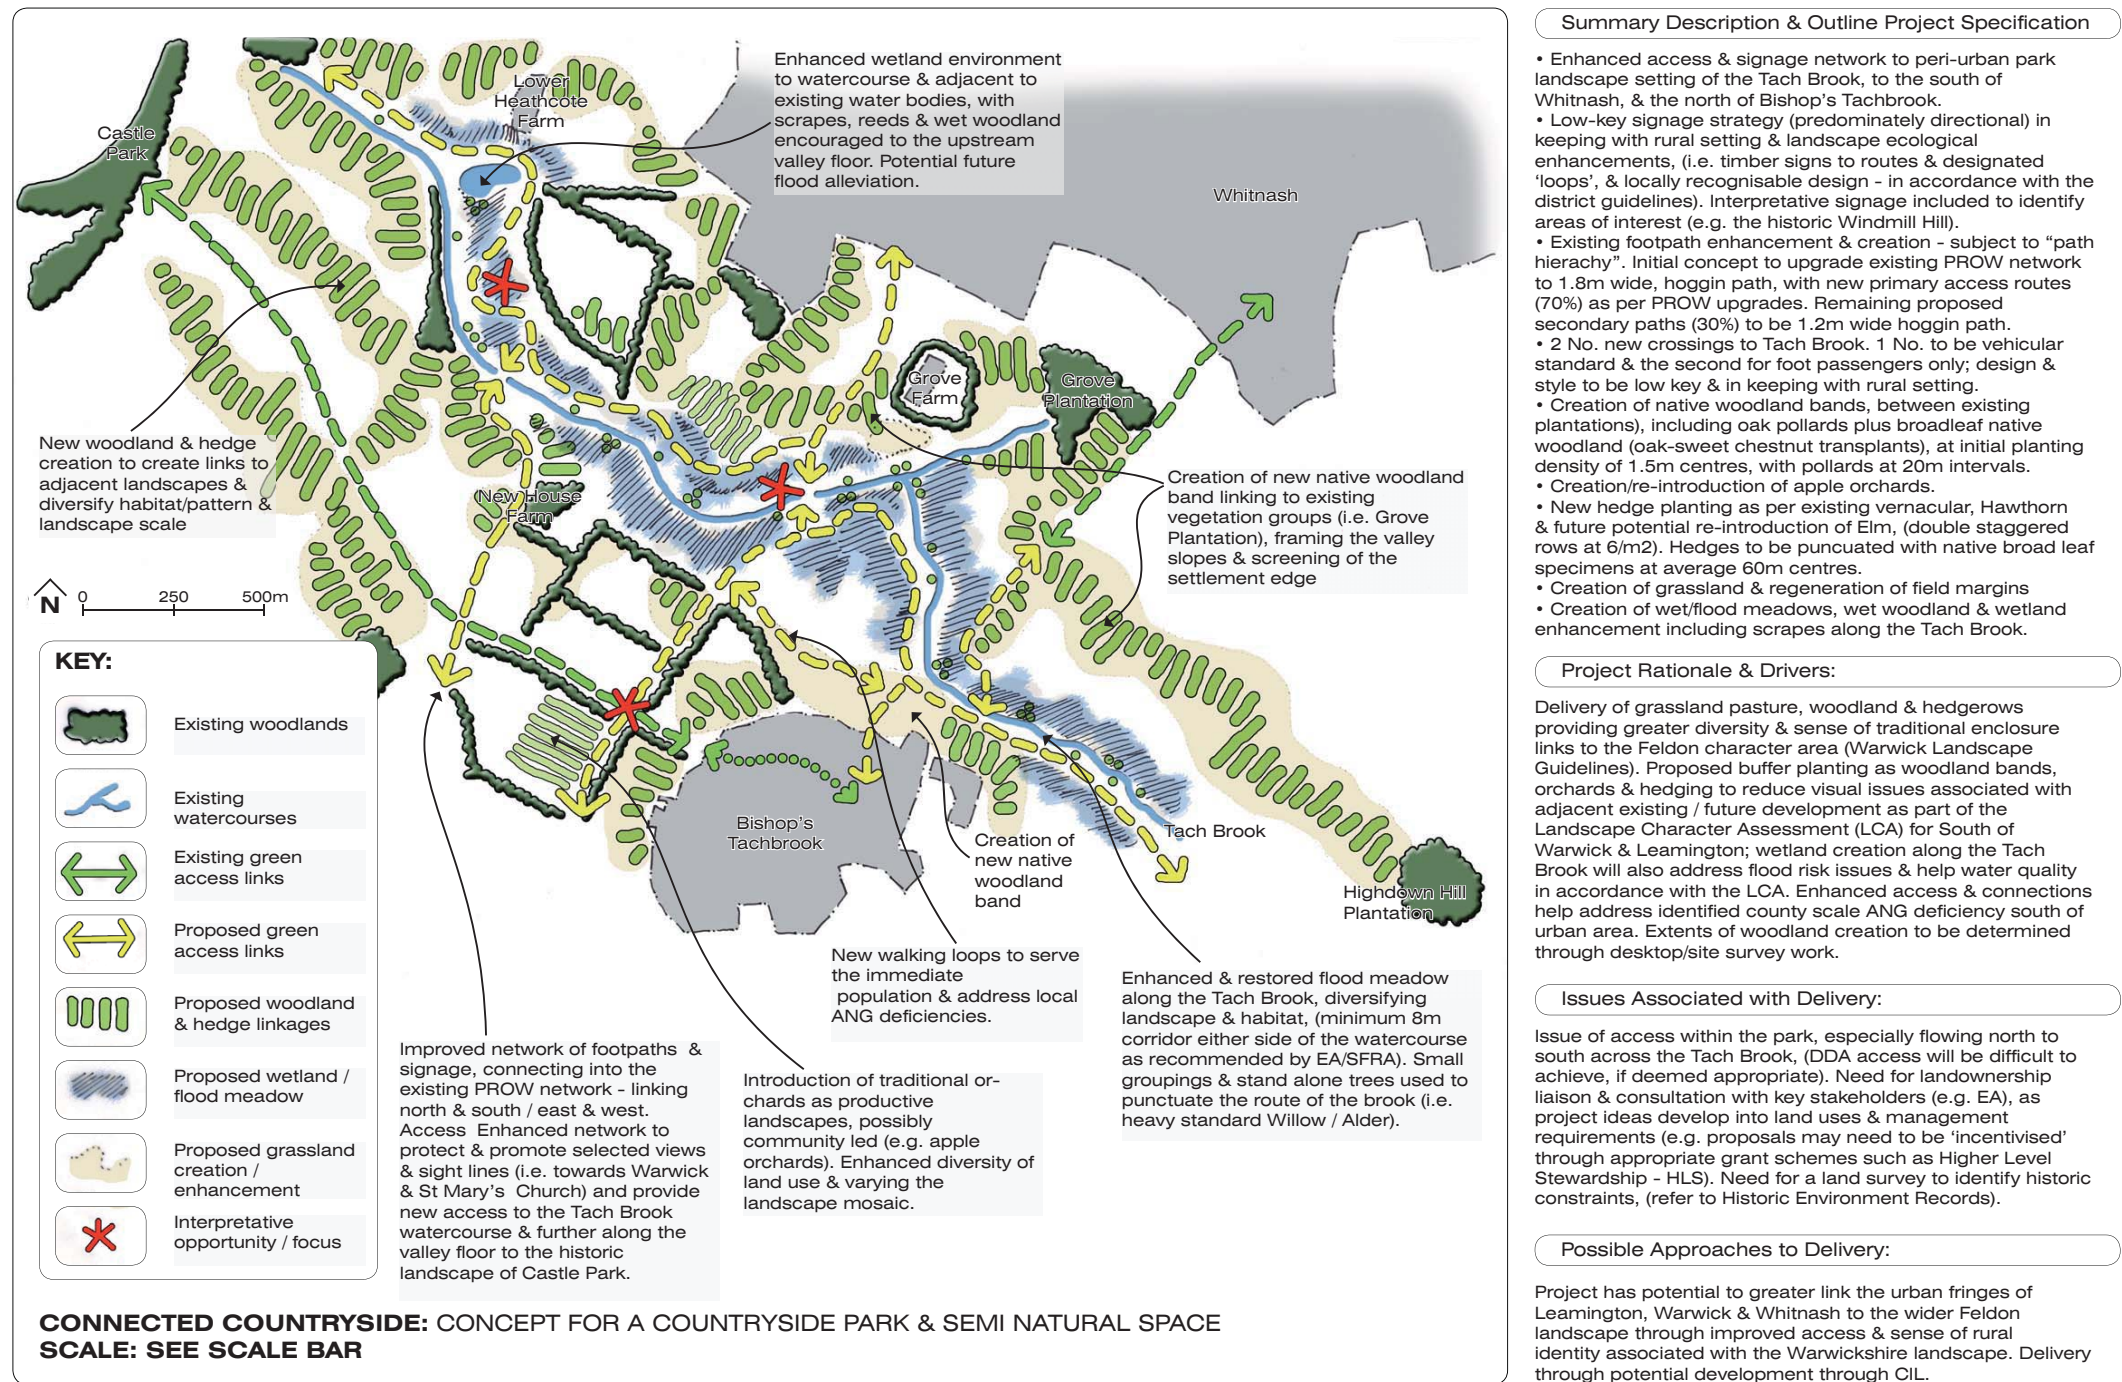 Castle
Park
Lower
Heathcote
Farm
Enhanced wetland environment
to watercourse & adjacent to
existing water bodies, with
scrapes, reeds & wet woodland
encouraged to the upstream
valley floor. Potential future
flood alleviation.
Whitnash
Grove
Farm
Grove
Plantation
New woodland & hedge
creation to create links to
adjacent landscapes &
diversify habitat/pattern &
landscape scale
New House
Farm
Creation of new native woodland
band linking to existing
vegetation groups (i.e. Grove
Plantation), framing the valley
slopes & screening of the
settlement edge
N
0 250 500m
KEY:
Existing woodlands
Existing
watercourses
Existing green
access links
Proposed green
access links
Proposed woodland
& hedge linkages
Proposed wetland /
flood meadow
Proposed grassland
creation /
enhancement
Interpretative
opportunity / focus
Bishop's
Tachbrook
Tach Brook
Creation of
new native
woodland
band
Highdown Hill
Plantation
New walking loops to serve
the immediate
population & address local
ANG deficiencies.
Enhanced & restored flood meadow
along the Tach Brook, diversifying
landscape & habitat, (minimum 8m
corridor either side of the watercourse
as recommended by EA/SFRA). Small
groupings & stand alone trees used to
punctuate the route of the brook (i.e.
heavy standard Willow / Alder).
Improved network of footpaths &
signage, connecting into the
existing PROW network - linking
north & south / east & west.
Access Enhanced network to
protect & promote selected views
& sight lines (i.e. towards Warwick
& St Mary's Church) and provide
new access to the Tach Brook
watercourse & further along the
valley floor to the historic
landscape of Castle Park.
Introduction of traditional or-
chards as productive
landscapes, possibly
community led (e.g. apple
orchards). Enhanced diversity of
land use & varying the
landscape mosaic.
CONNECTED COUNTRYSIDE: CONCEPT FOR A COUNTRYSIDE PARK & SEMI NATURAL SPACE
SCALE: SEE SCALE BAR
Summary Description & Outline Project Specification
• Enhanced access & signage network to peri-urban park
landscape setting of the Tach Brook, to the south of
Whitnash, & the north of Bishop's Tachbrook.
• Low-key signage strategy (predominately directional) in
keeping with rural setting & landscape ecological
enhancements, (i.e. timber signs to routes & designated
'loops', & locally recognisable design - in accordance with the
district guidelines). Interpretative signage included to identify
areas of interest (e.g. the historic Windmill Hill).
• Existing footpath enhancement & creation - subject to "path
hierachy". Initial concept to upgrade existing PROW network
to 1.8m wide, hoggin path, with new primary access routes
(70%) as per PROW upgrades. Remaining proposed
secondary paths (30%) to be 1.2m wide hoggin path.
• 2 No. new crossings to Tach Brook. 1 No. to be vehicular
standard & the second for foot passengers only; design &
style to be low key & in keeping with rural setting.
• Creation of native woodland bands, between existing
plantations), including oak pollards plus broadleaf native
woodland (oak-sweet chestnut transplants), at initial planting
density of 1.5m centres, with pollards at 20m intervals.
• Creation/re-introduction of apple orchards.
• New hedge planting as per existing vernacular, Hawthorn
& future potential re-introduction of Elm, (double staggered
rows at 6/m2). Hedges to be puncuated with native broad leaf
specimens at average 60m centres.
• Creation of grassland & regeneration of field margins
• Creation of wet/flood meadows, wet woodland & wetland
enhancement including scrapes along the Tach Brook.
Project Rationale & Drivers:
Delivery of grassland pasture, woodland & hedgerows
providing greater diversity & sense of traditional enclosure
links to the Feldon character area (Warwick Landscape
Guidelines). Proposed buffer planting as woodland bands,
orchards & hedging to reduce visual issues associated with
adjacent existing / future development as part of the
Landscape Character Assessment (LCA) for South of
Warwick & Leamington; wetland creation along the Tach
Brook will also address flood risk issues & help water quality
in accordance with the LCA. Enhanced access & connections
help address identified county scale ANG deficiency south of
urban area. Extents of woodland creation to be determined
through desktop/site survey work.
Issues Associated with Delivery:
Issue of access within the park, especially flowing north to
south across the Tach Brook, (DDA access will be difficult to
achieve, if deemed appropriate). Need for landownership
liaison & consultation with key stakeholders (e.g. EA), as
project ideas develop into land uses & management
requirements (e.g. proposals may need to be 'incentivised'
through appropriate grant schemes such as Higher Level
Stewardship - HLS). Need for a land survey to identify historic
constraints, (refer to Historic Environment Records).
Possible Approaches to Delivery:
Project has potential to greater link the urban fringes of
Leamington, Warwick & Whitnash to the wider Feldon
landscape through improved access & sense of rural
identity associated with the Warwickshire landscape. Delivery
through potential development through CIL.